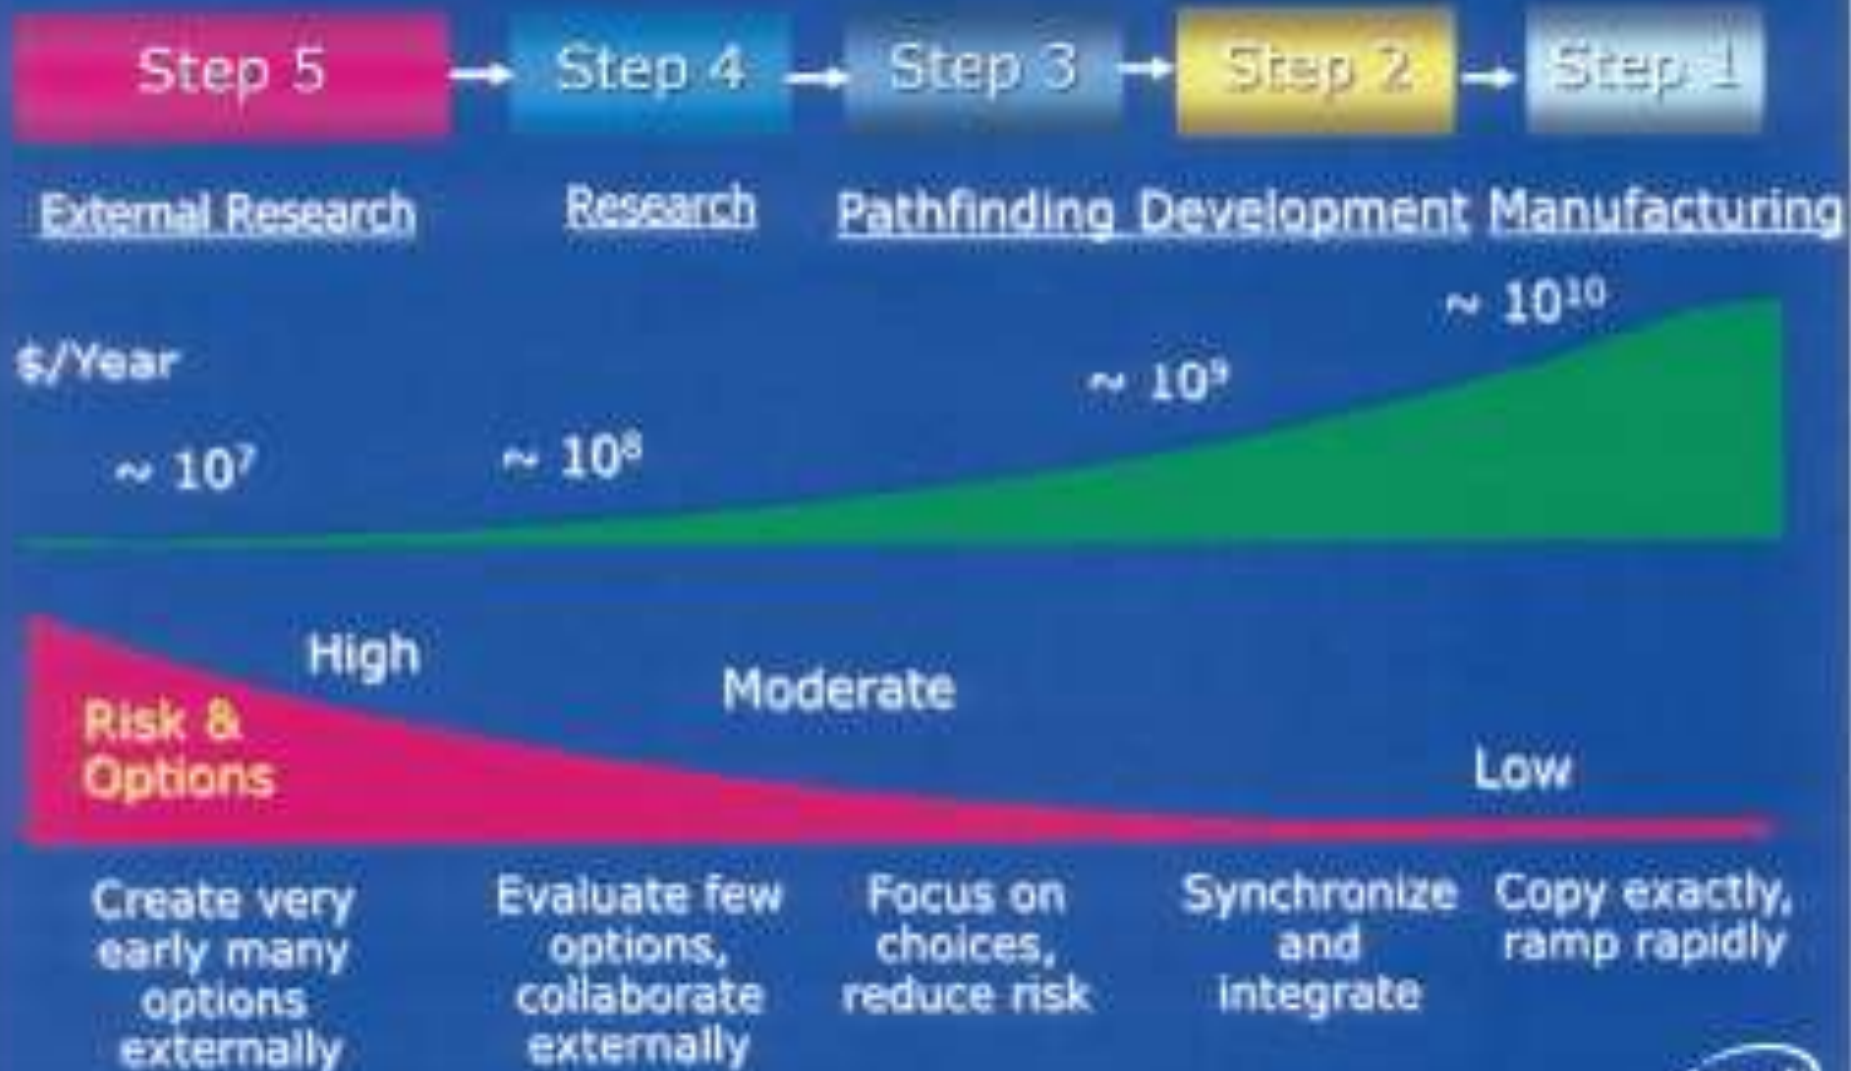 Step 5 Step 4 Step 3 Step 2 Step 1
External Research Research Pathfinding Development Manufacturing
~ 10¹⁰
$/Year
~ 10⁹
~ 10⁷ ~ 10⁸
High
Moderate
Risk &
Options
Low
Create very
early many
options
externally
Evaluate few
options,
collaborate
externally
Focus on
choices,
reduce risk
Synchronize
and
integrate
Copy exactly,
ramp rapidly